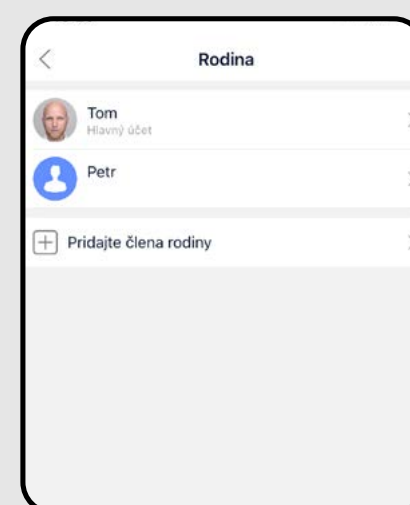 Rodina
Tom
Hlavný účet
Petr
Pridajte člena rodiny